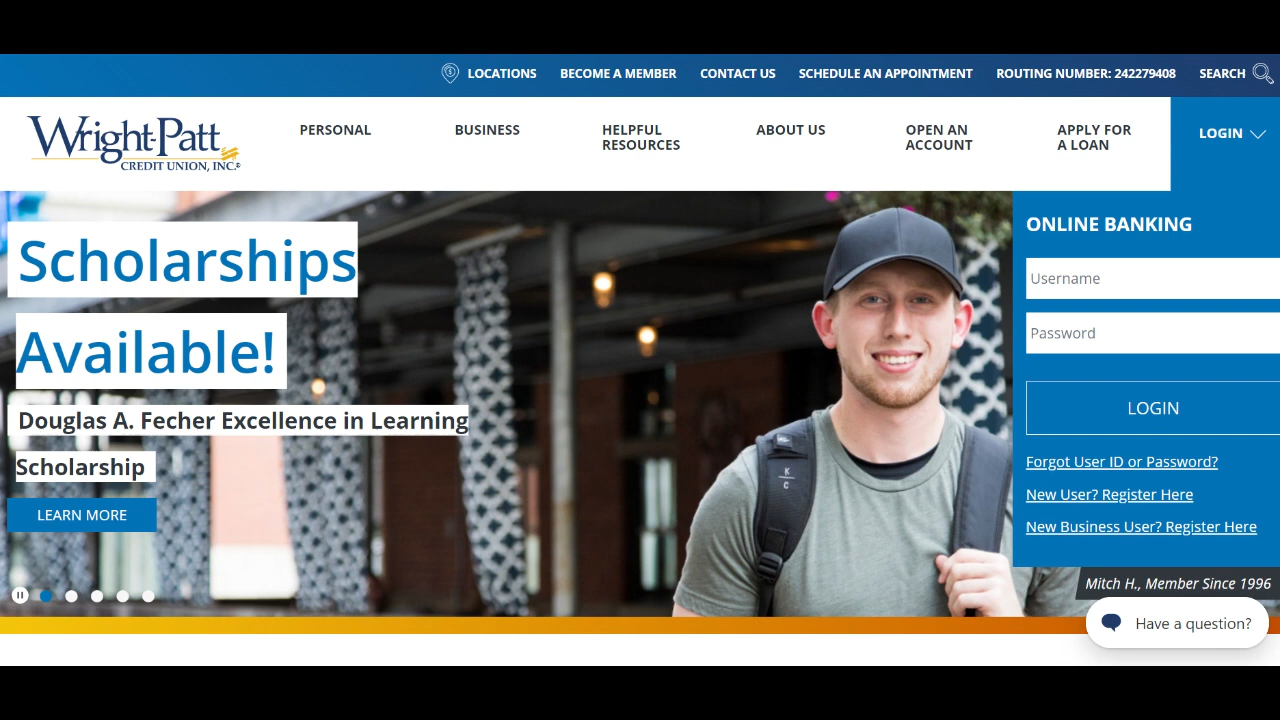 LOCATIONS BECOME A MEMBER CONTACT US SCHEDULE AN APPOINTMENT ROUTING NUMBER: 242279408 SEARCH
Wright-Patt
CREDIT UNION, INC.®
PERSONAL
BUSINESS
HELPFUL
RESOURCES
ABOUT US
OPEN AN
ACCOUNT
APPLY FOR
A LOAN
LOGIN
Scholarships
Available!
Douglas A. Fecher Excellence in Learning
Scholarship
LEARN MORE
K
C
ONLINE BANKING
Username
Password
LOGIN
Forgot User ID or Password?
New User? Register Here
New Business User? Register Here
Mitch H., Member Since 1996
Have a question?